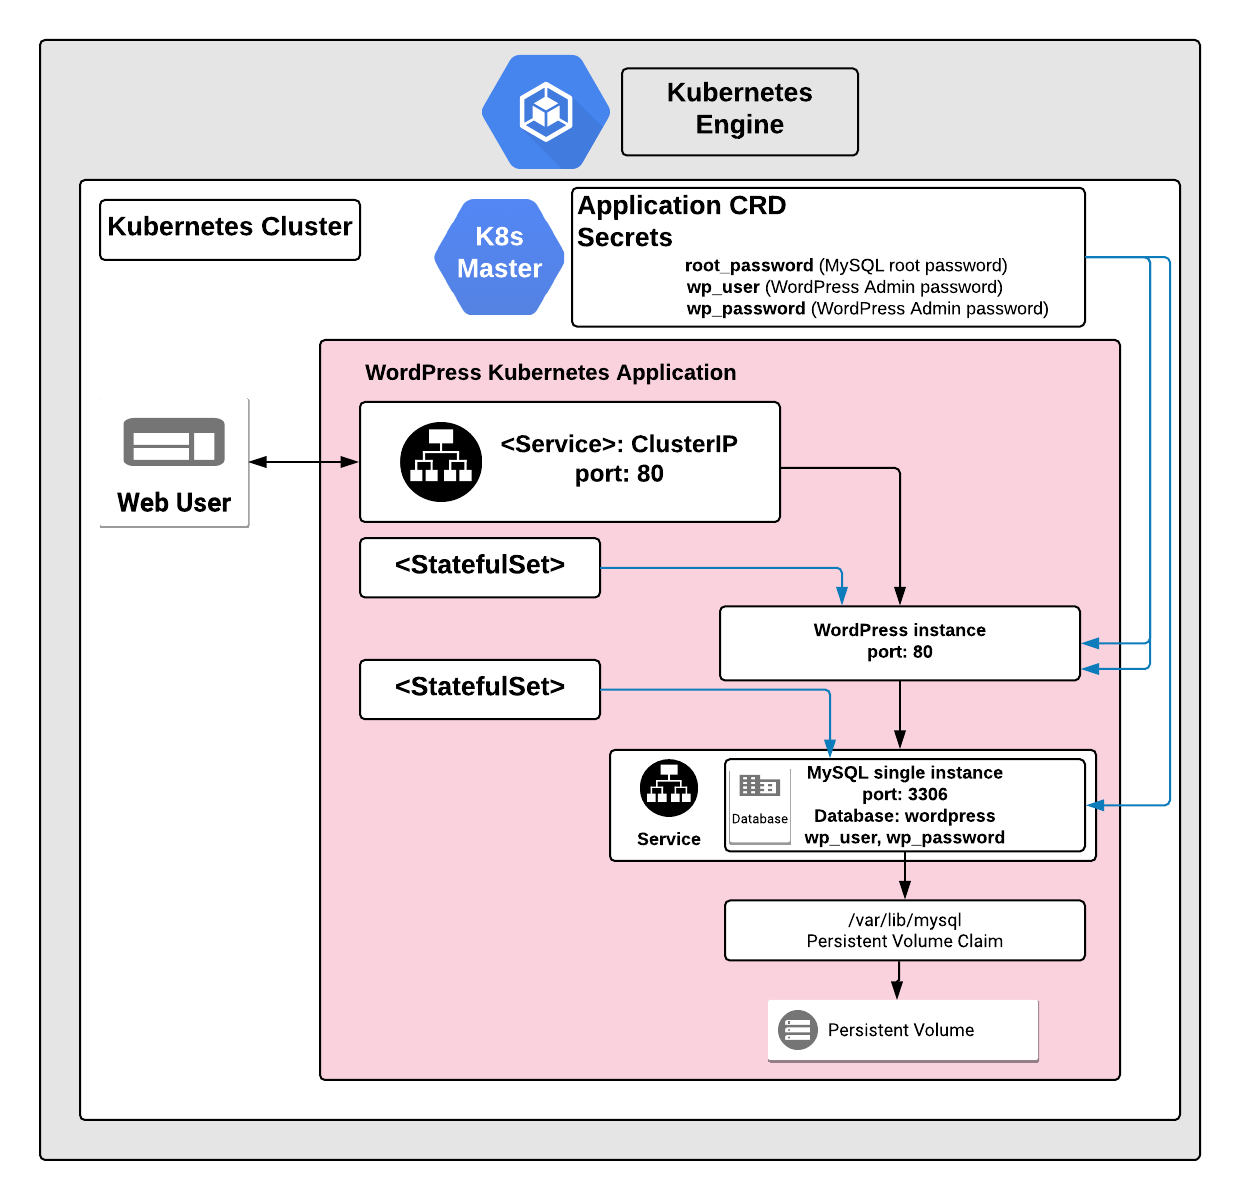 Kubernetes
Engine
Kubernetes Cluster
K8s
Master
Application CRD
Secrets
root_password (MySQL root password)
wp_user (WordPress Admin password)
wp_password (WordPress Admin password)
WordPress Kubernetes Application
Web User
<Service>: ClusterIP
port: 80
<StatefulSet>
WordPress instance
port: 80
<StatefulSet>
Service
Database
MySQL single instance
port: 3306
Database: wordpress
wp_user, wp_password
/var/lib/mysql
Persistent Volume Claim
Persistent Volume